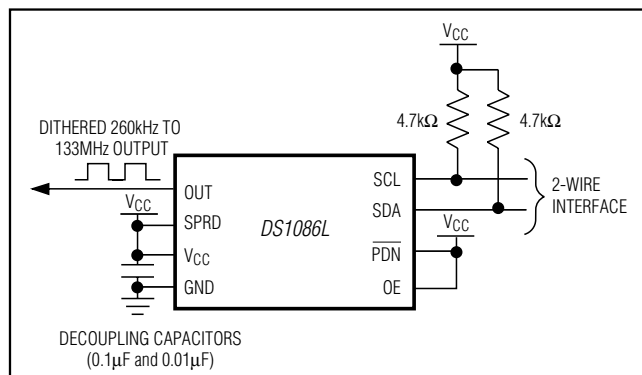 VCC
4.7kΩ
4.7kΩ
DITHERED 260kHz TO
133MHz OUTPUT
OUT
SPRD
VCC
GND
DS1086L
SCL
SDA
PDN
OE
VCC
VCC
2-WIRE
INTERFACE
DECOUPLING CAPACITORS
(0.1µF and 0.01µF)